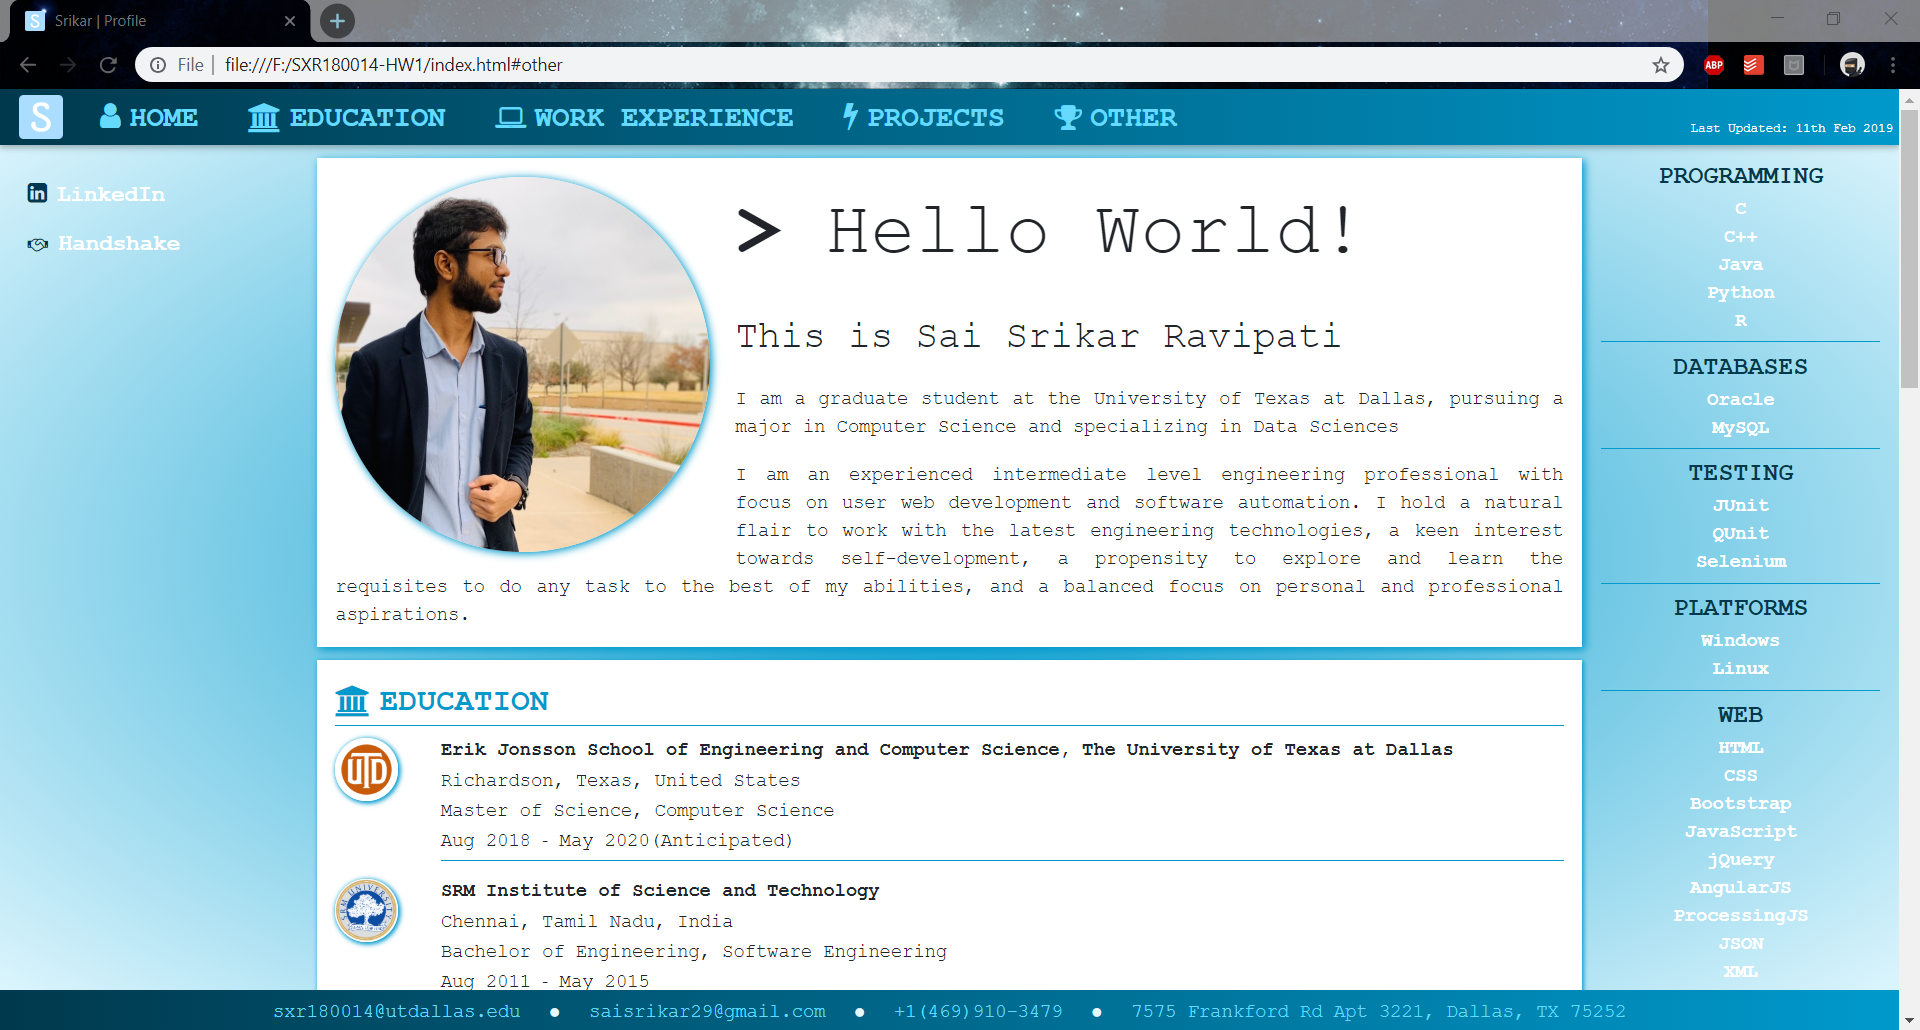 Srikar | Profile
File
file:///F:/SXR180014-HW1/index.html#other
ABP
S
HOME
EDUCATION
WORK EXPERIENCE
PROJECTS
OTHER
Last Updated: 11th Feb 2019
LinkedIn
Handshake
> Hello World!
This is Sai Srikar Ravipati
I am a graduate student at the University of Texas at Dallas, pursuing a
major in Computer Science and specializing in Data Sciences
I am an experienced intermediate level engineering professional with
focus on user web development and software automation. I hold a natural
flair to work with the latest engineering technologies, a keen interest
towards self-development, a propensity to explore and learn the
requisites to do any task to the best of my abilities, and a balanced focus on personal and professional
aspirations.
EDUCATION
UTD
Erik Jonsson School of Engineering and Computer Science, The University of Texas at Dallas
Richardson, Texas, United States
Master of Science, Computer Science
Aug 2018 - May 2020(Anticipated)
SRM UNIVERSITY
SRM Institute of Science and Technology
Chennai, Tamil Nadu, India
Bachelor of Engineering, Software Engineering
Aug 2011 - May 2015
PROGRAMMING
C
C++
Java
Python
R
DATABASES
Oracle
MySQL
TESTING
JUnit
QUnit
Selenium
PLATFORMS
Windows
Linux
WEB
HTML
CSS
Bootstrap
JavaScript
jQuery
AngularJS
ProcessingJS
JSON
XML
sxr180014@utdallas.edu ● saisrikar29@gmail.com ● +1(469)910-3479 ● 7575 Frankford Rd Apt 3221, Dallas, TX 75252